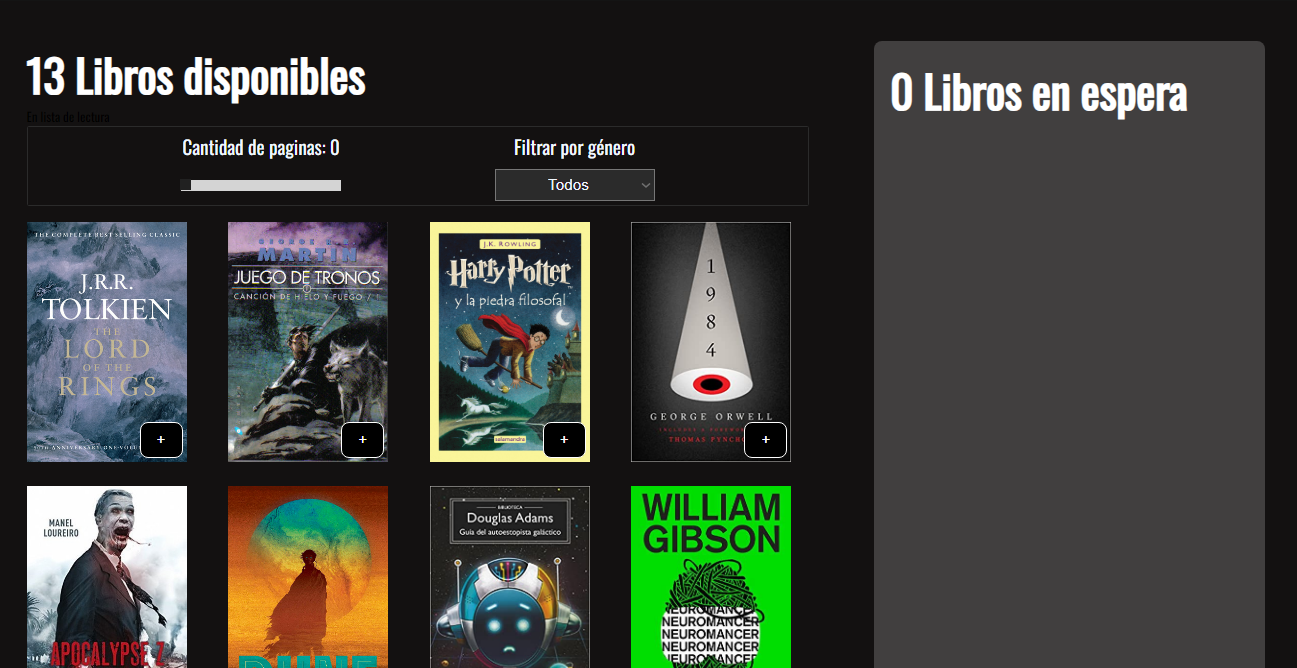 13 Libros disponibles
En lista de lectura
Cantidad de paginas: 0
Filtrar por género
Todos
0 Libros en espera
THE COMPLETE BEST SELLING CLASSIC
J.R.R.
TOLKIEN
THE
LORD
OF THE
RINGS
+
MARTIN
JUEGO DE TRONOS
CANCIÓN DE HIELO Y FUEGO / 1
+
J.K. ROWLING
Harry Potter
y la piedra filosofal
salamandra
+
1
9
8
4
GEORGE ORWELL
THOMAS PYNCH
+
MANEL
LOUREIRO
APOCALYPSE Z
DUNE
BIBLIOTECA
Douglas Adams
Guía del autoestopista galáctico
WILLIAM
GIBSON
NEUROMANCER
NEUROMANCER
NEUROMANCER
NEUROMANCER